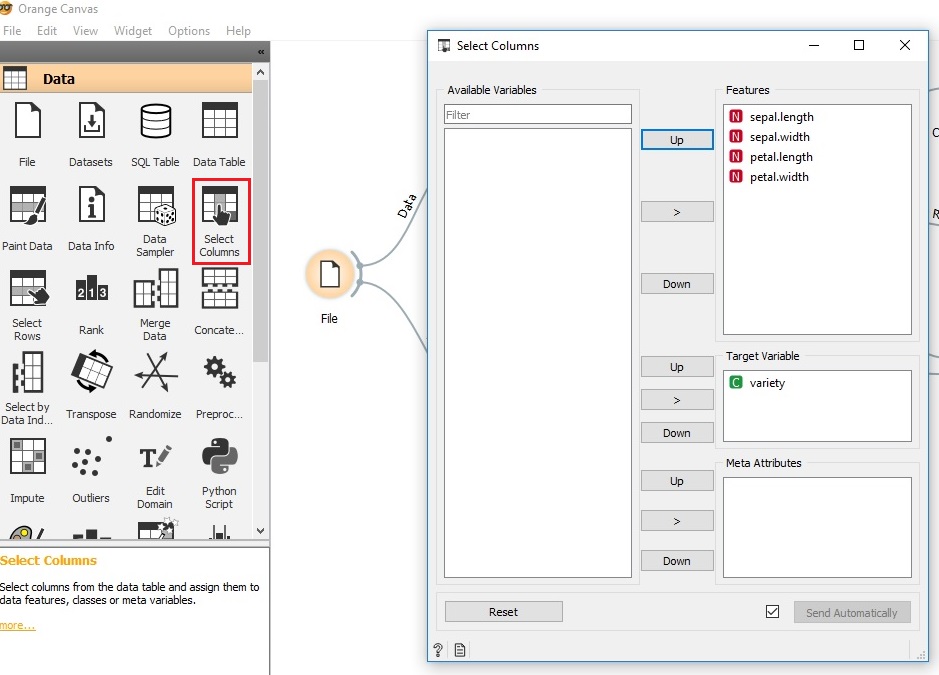 Orange Canvas
File Edit View Widget Options Help
«
Data
File Datasets SQL Table Data Table
Paint Data Data Info Data Sampler Select Columns
Select Rows Rank Merge Data Concate...
1 2 3
Select by Data Ind... Transpose Randomize Preproc...
Impute Outliers Edit Domain Python Script
Select Columns
Select columns from the data table and assign them to
data features, classes or meta variables.
more...
Data
File
Select Columns
Available Variables
Filter
Up
>
Down
Up
>
Down
Up
>
Down
Features
N sepal.length
N sepal.width
N petal.length
N petal.width
Target Variable
C variety
Meta Attributes
Reset
Send Automatically
?